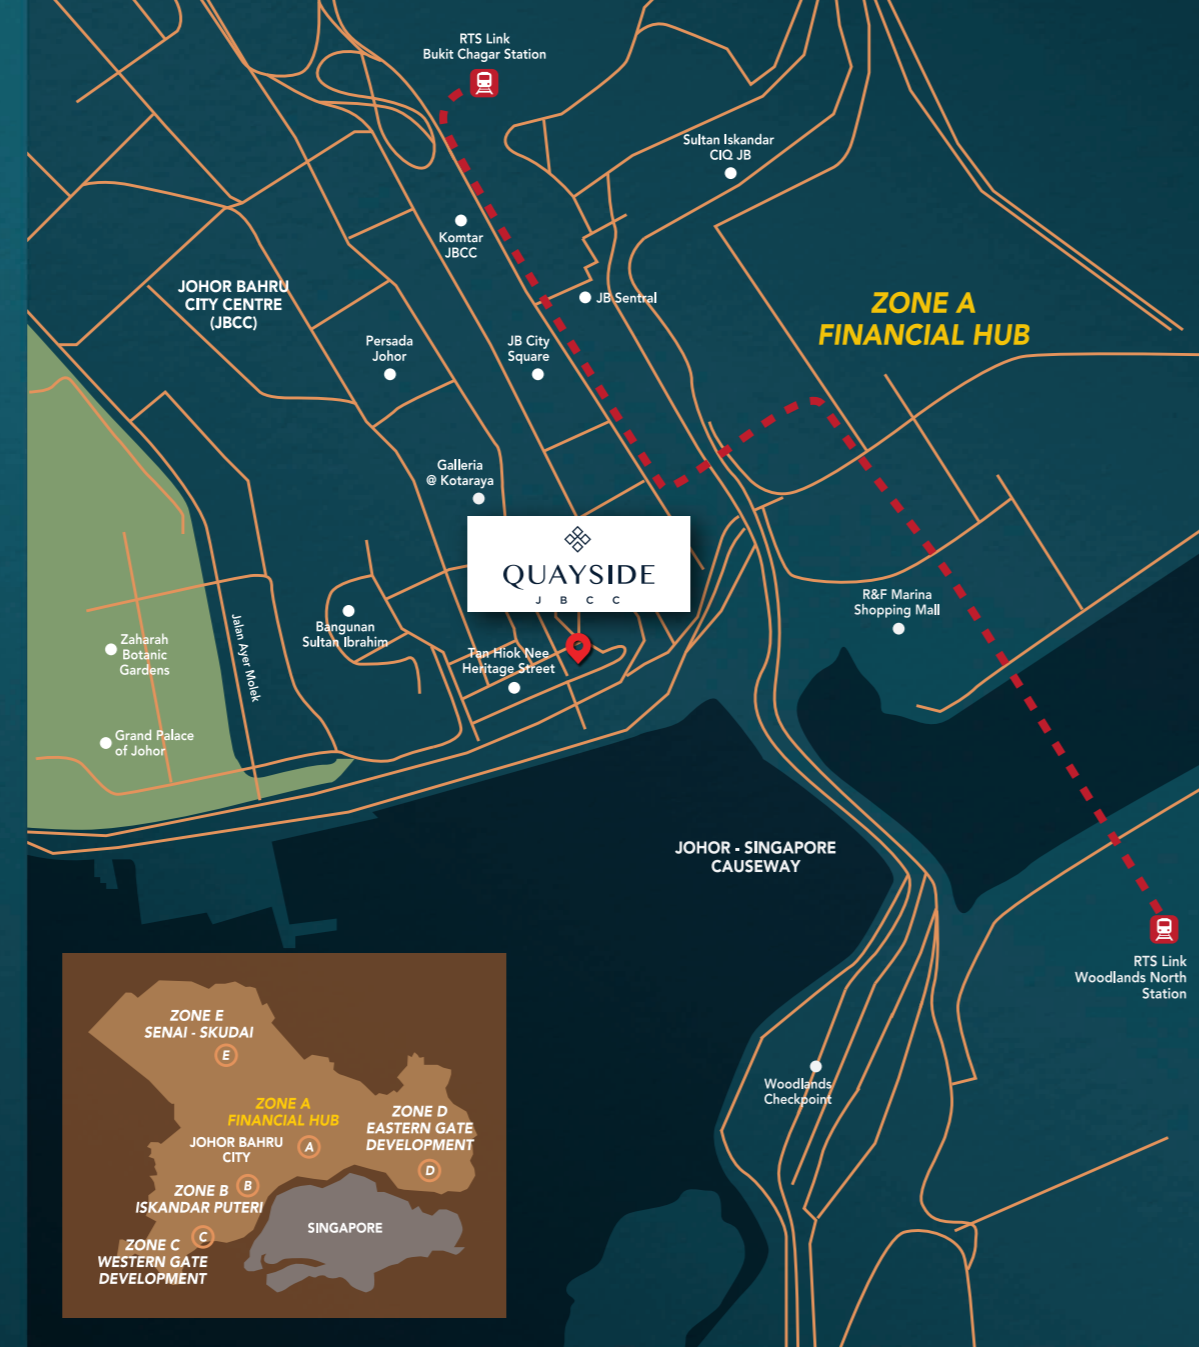 RTS Link
Bukit Chagar Station
Sultan Iskandar
CIQ JB
Komtar
JBCC
JOHOR BAHRU
CITY CENTRE
(JBCC)
JB Sentral
ZONE A
FINANCIAL HUB
Persada
Johor
JB City
Square
Galleria
@ Kotaraya
QUAYSIDE
J B C C
R&F Marina
Shopping Mall
Bangunan
Sultan Ibrahim
Jalan Ayer Molek
Zaharah
Botanic
Gardens
Tan Hiok Nee
Heritage Street
Grand Palace
of Johor
JOHOR - SINGAPORE
CAUSEWAY
RTS Link
Woodlands North
Station
Woodlands
Checkpoint
ZONE E
SENAI - SKUDAI
E
ZONE A
FINANCIAL HUB
JOHOR BAHRU
CITY
A
ZONE D
EASTERN GATE
DEVELOPMENT
D
ZONE B
ISKANDAR PUTERI
B
SINGAPORE
ZONE C
WESTERN GATE
DEVELOPMENT
C